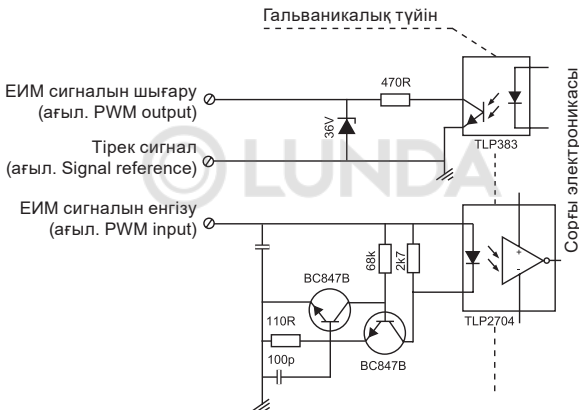 Гальваникалық түйін
ЕИМ сигналын шығару
(ағыл. PWM output)
470R
36V
TLP383
Тірек сигнал
(ағыл. Signal reference)
LUNDA
Сорғы электроникасы
ЕИМ сигналын енгізу
(ағыл. PWM input)
68k
2k7
+
-
BC847B
TLP2704
110R
100p
BC847B